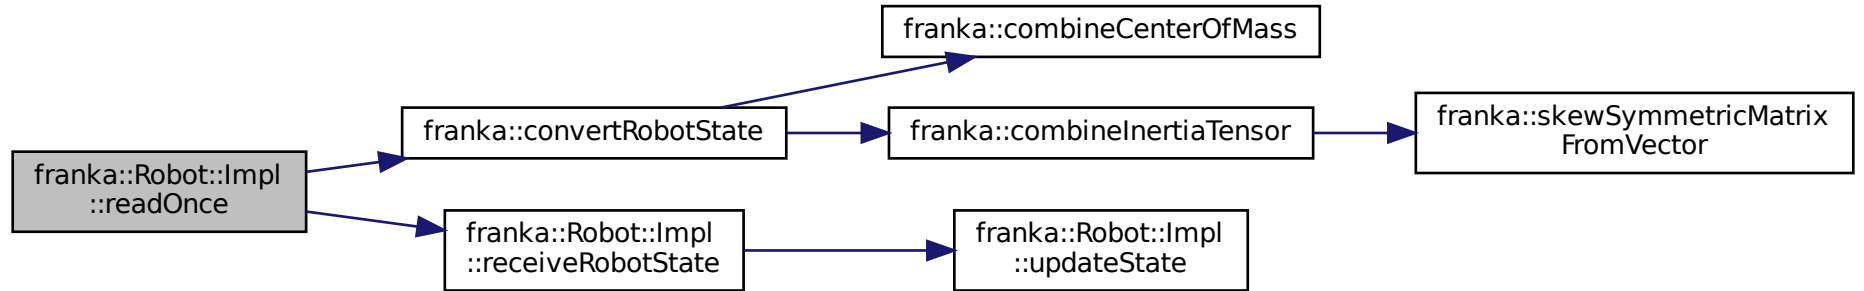 franka::combineCenterOfMass
franka::convertRobotState
franka::combineInertiaTensor
franka::skewSymmetricMatrix
FromVector
franka::Robot::Impl
::readOnce
franka::Robot::Impl
::receiveRobotState
franka::Robot::Impl
::updateState